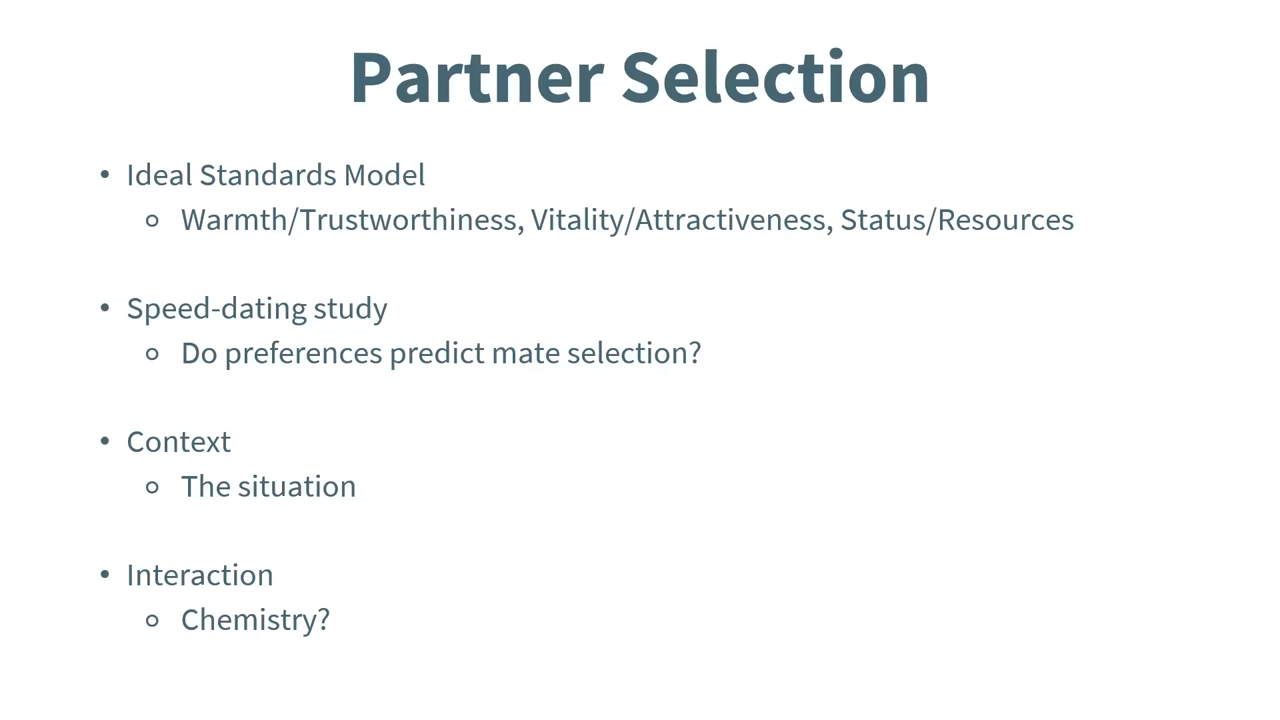 Partner Selection
• Ideal Standards Model
○ Warmth/Trustworthiness, Vitality/Attractiveness, Status/Resources
• Speed-dating study
○ Do preferences predict mate selection?
• Context
○ The situation
• Interaction
○ Chemistry?